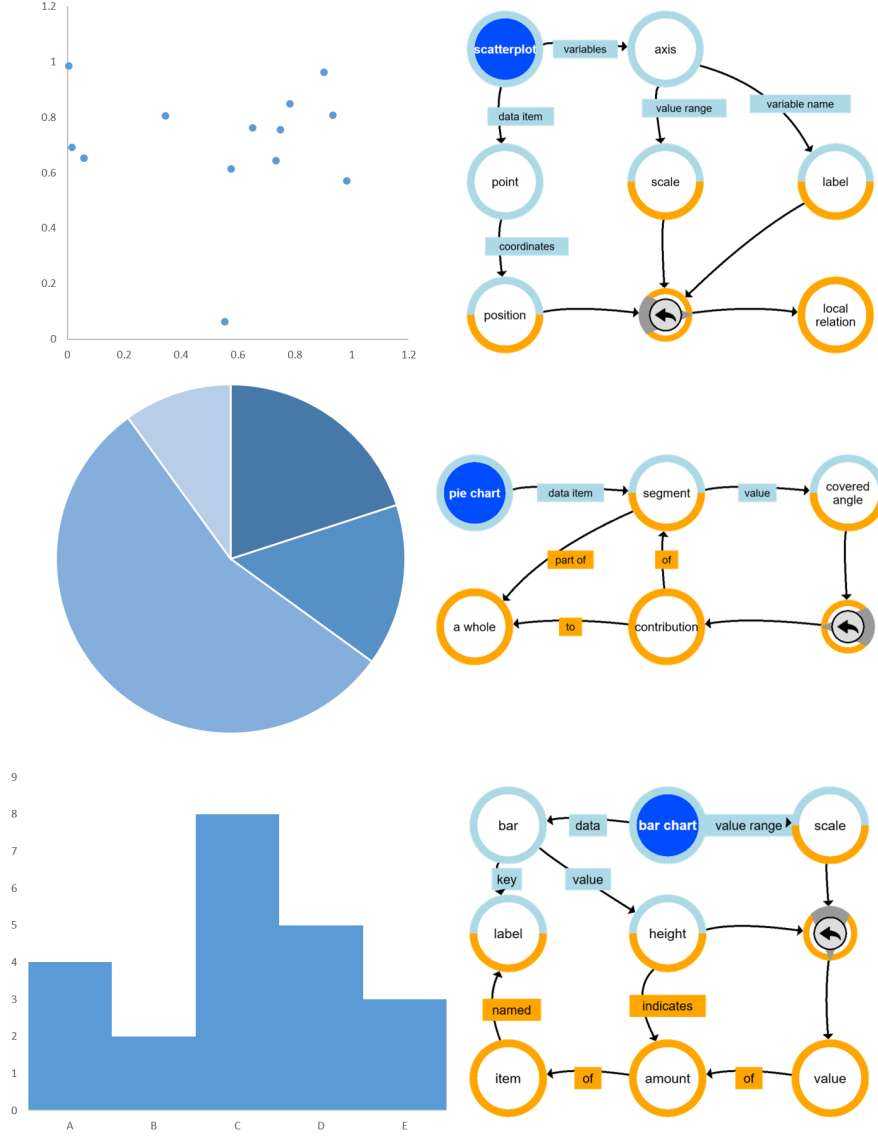 1.2
1
0.8
0.6
0.4
0.2
0
0 0.2 0.4 0.6 0.8 1 1.2
scatterplot variables axis
data item value range variable name
point scale label
coordinates
position local
relation
pie chart data item segment value covered
angle
part of of
a whole to contribution
9
8
7
6
5
4
3
2
1
0
A B C D E
bar data bar chart value range scale
key value
label height
named indicates
item of amount of value